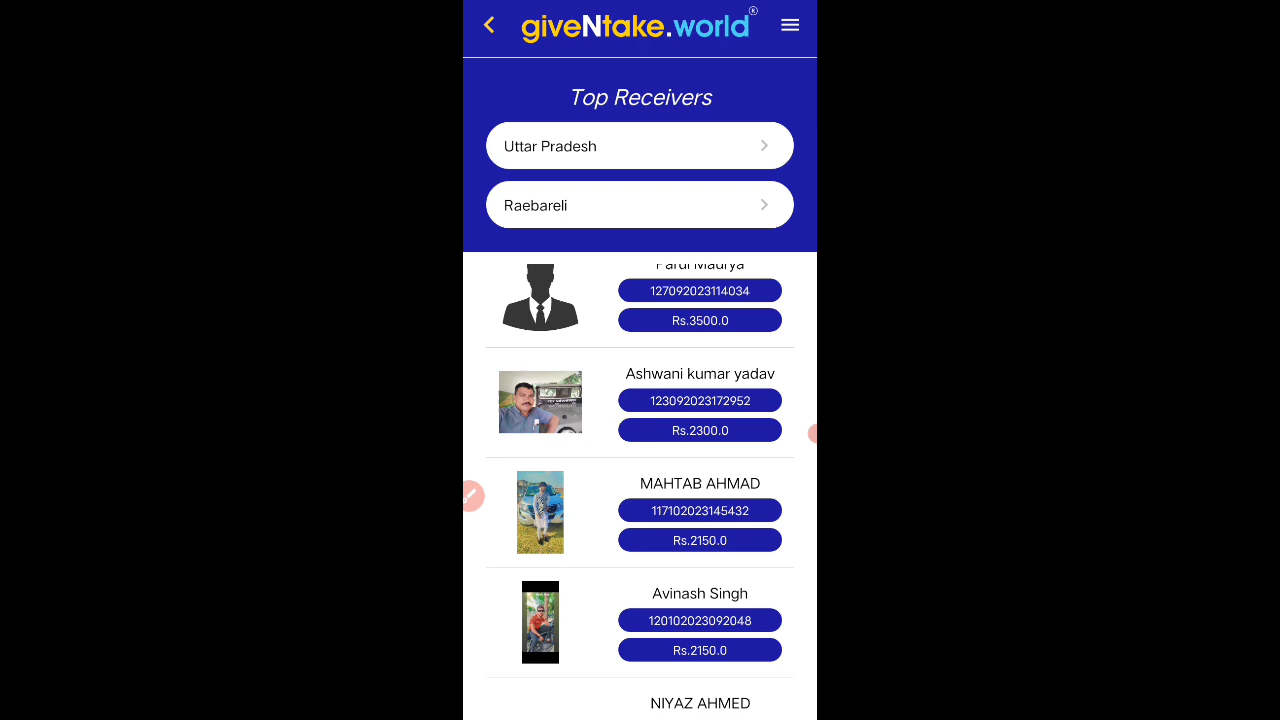 giveNtake.world ®
Top Receivers
Uttar Pradesh
Raebareli
127092023114034
Rs.3500.0
Ashwani kumar yadav
123092023172952
Rs.2300.0
MAHTAB AHMAD
117102023145432
Rs.2150.0
Avinash Singh
120102023092048
Rs.2150.0
NIYAZ AHMED